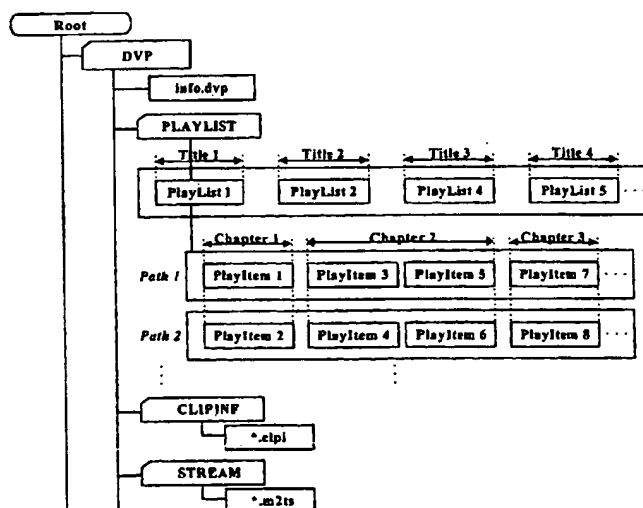 Root
DVP
info.dvp
PLAYLIST
Title 1 Title 2 Title 3 Title 4
PlayList 1 PlayList 2 PlayList 4 PlayList 5
Chapter 1 Chapter 2 Chapter 3
Path 1 PlayItem 1 PlayItem 3 PlayItem 5 PlayItem 7
Path 2 PlayItem 2 PlayItem 4 PlayItem 6 PlayItem 8
CLIPINF
*.clpi
STREAM
*.m2ts